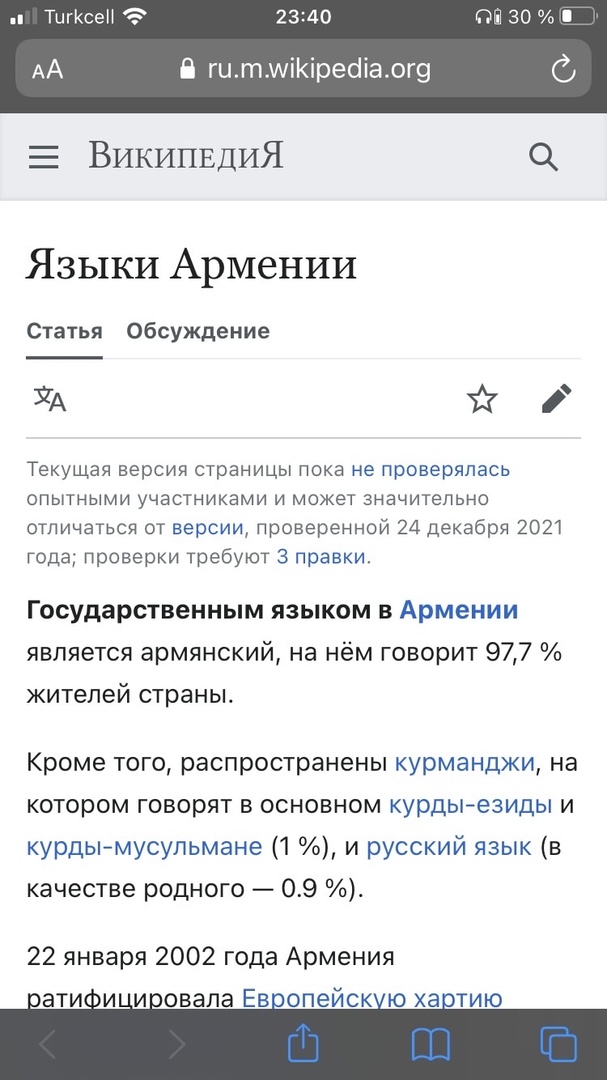 Turkcell 23:40 30 %
AA ru.m.wikipedia.org
ВикипедиЯ
Языки Армении
Статья Обсуждение
文A
Текущая версия страницы пока не проверялась
опытными участниками и может значительно
отличаться от версии, проверенной 24 декабря 2021
года; проверки требуют 3 правки.
Государственным языком в Армении
является армянский, на нём говорит 97,7 %
жителей страны.
Кроме того, распространены курманджи, на
котором говорят в основном курды-езиды и
курды-мусульмане (1 %), и русский язык (в
качестве родного — 0.9 %).
22 января 2002 года Армения
ратифицировала Европейскую хартию